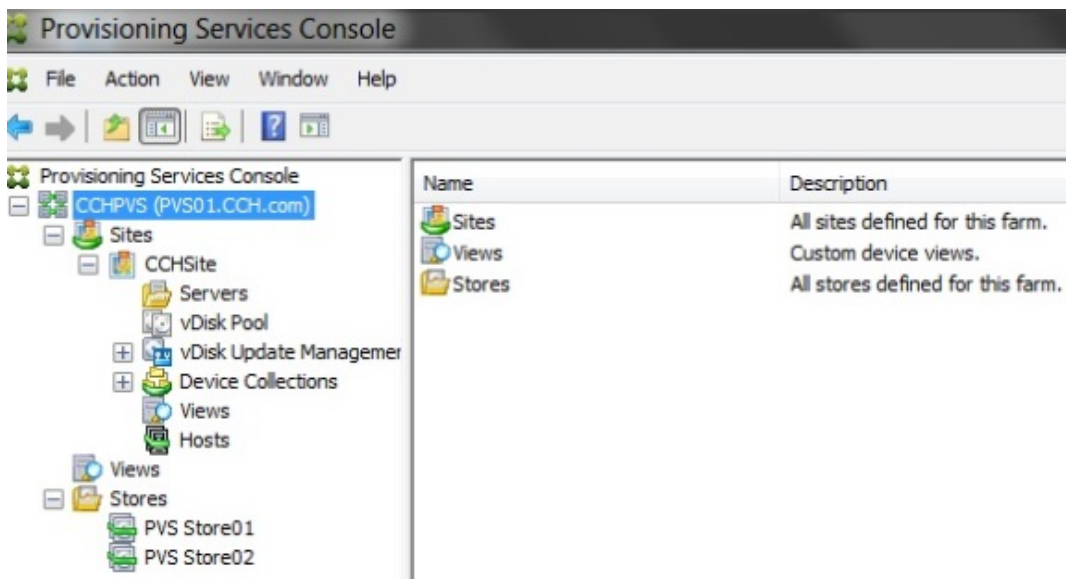 Provisioning Services Console
File Action View Window Help
Provisioning Services Console
CCHPVS (PVS01.CCH.com)
Sites
CCHSite
Servers
vDisk Pool
vDisk Update Managemer
Device Collections
Views
Hosts
Views
Stores
PVS Store01
PVS Store02
Name Description
Sites All sites defined for this farm.
Views Custom device views.
Stores All stores defined for this farm.